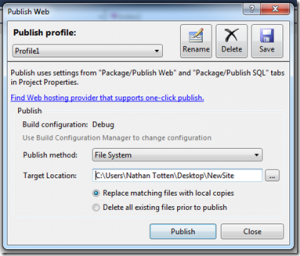 Publish Web
Publish profile:
Profile1
Rename
Delete
Save
Publish uses settings from "Package/Publish Web" and "Package/Publish SQL" tabs
in Project Properties.
Find Web hosting provider that supports one-click publish.
Publish
Build configuration: Debug
Use Build Configuration Manager to change configuration
Publish method: File System
Target Location: C:\Users\Nathan Totten\Desktop\NewSite ...
Replace matching files with local copies
Delete all existing files prior to publish
Publish Close